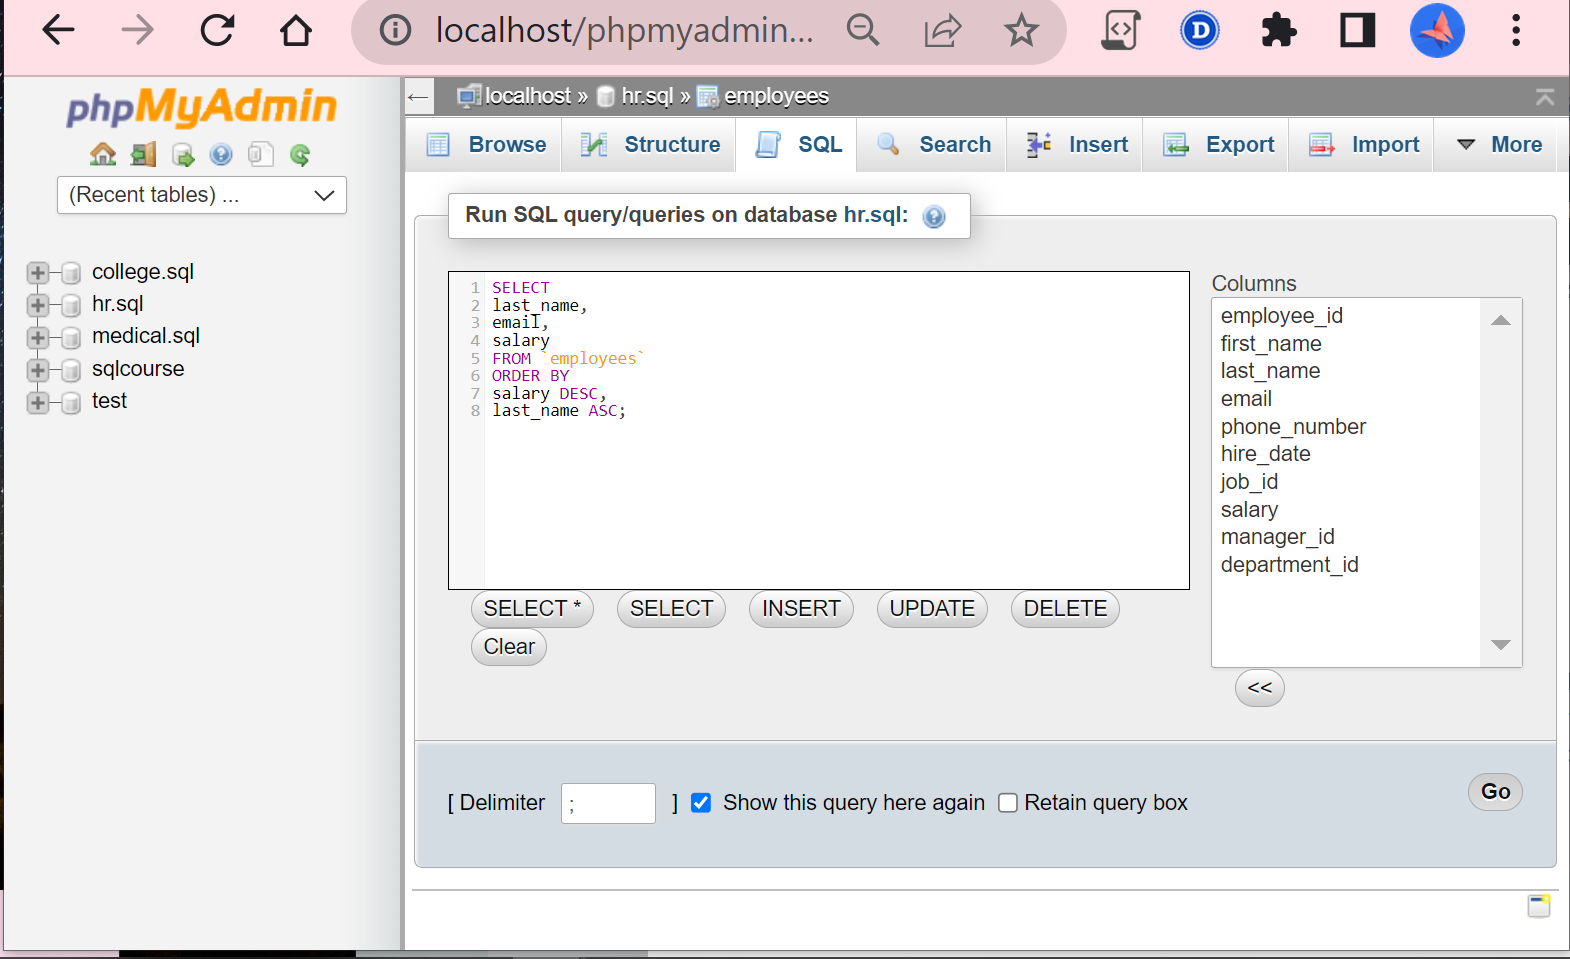 localhost/phpmyadmin...
D
phpMyAdmin
(Recent tables) ...
college.sql
hr.sql
medical.sql
sqlcourse
test
localhost » hr.sql » employees
Browse Structure SQL Search Insert Export Import More
Run SQL query/queries on database hr.sql:
1 SELECT
2 last_name,
3 email,
4 salary
5 FROM `employees`
6 ORDER BY
7 salary DESC,
8 last_name ASC;
Columns
employee_id
first_name
last_name
email
phone_number
hire_date
job_id
salary
manager_id
department_id
SELECT * SELECT INSERT UPDATE DELETE
Clear
<<
[ Delimiter ; ] Show this query here again Retain query box
Go